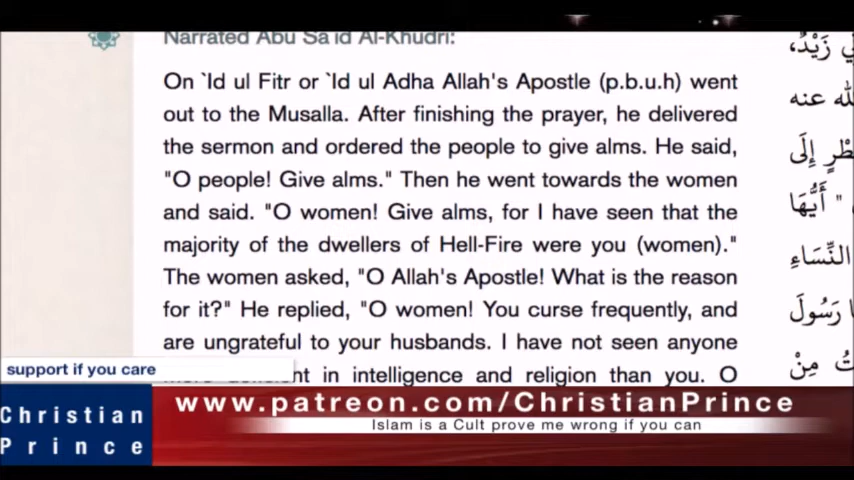 Narrated Abu Sa`id Al-Khudri:
On `Id ul Fitr or `Id ul Adha Allah's Apostle (p.b.u.h) went
out to the Musalla. After finishing the prayer, he delivered
the sermon and ordered the people to give alms. He said,
"O people! Give alms." Then he went towards the women
and said. "O women! Give alms, for I have seen that the
majority of the dwellers of Hell-Fire were you (women)."
The women asked, "O Allah's Apostle! What is the reason
for it?" He replied, "O women! You curse frequently, and
are ungrateful to your husbands. I have not seen anyone
more deficient in intelligence and religion than you. O
زَيْدٌ،
الله عنه
إِلَى
" أَيُّهَا
النِّسَاءِ
رَسُولَ
مِنْ
support if you care
Christian
Prince
www.patreon.com/ChristianPrince
Islam is a Cult prove me wrong if you can